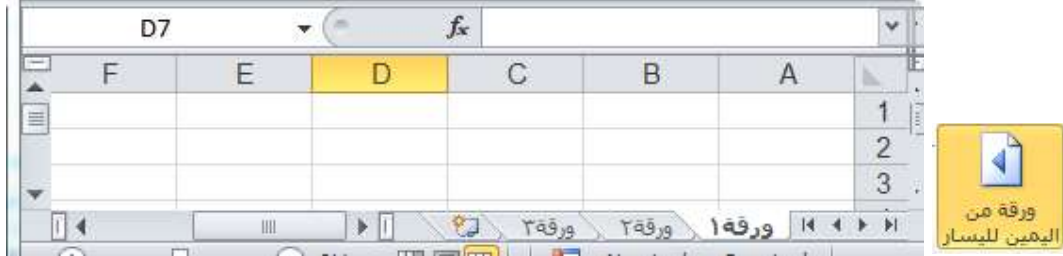 D7 fx
F E D C B A
1
2
3
ورقة١ ورقة٢ ورقة٣
ورقة من
اليمين لليسار